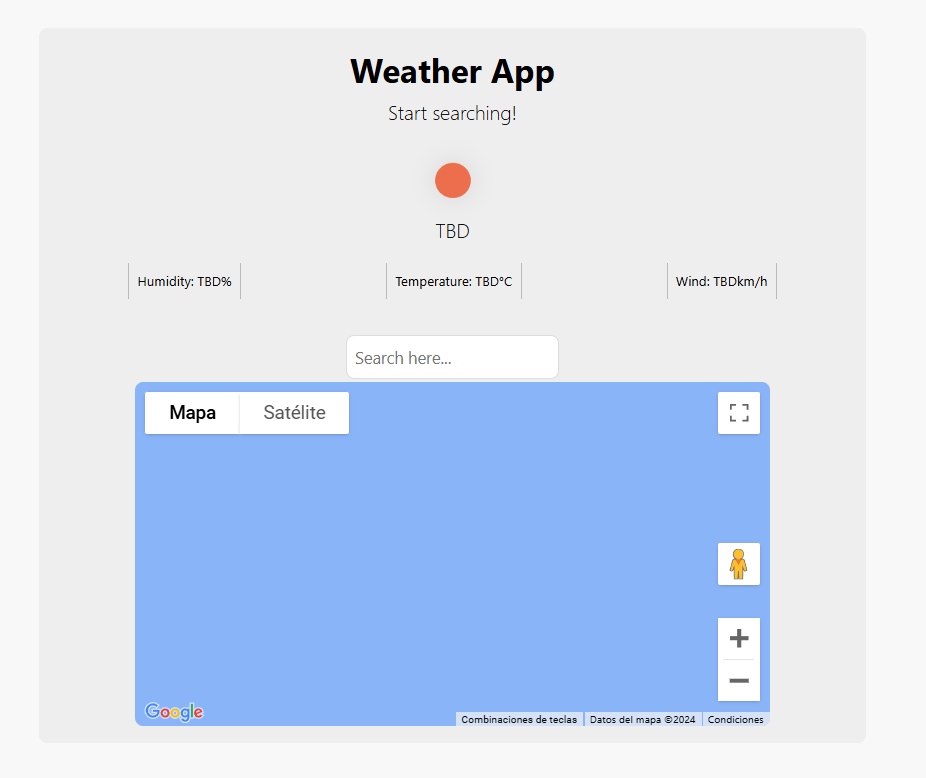 Weather App
Start searching!
TBD
Humidity: TBD%
Temperature: TBD°C
Wind: TBDkm/h
Search here...
Mapa
Satélite
Google
Combinaciones de teclas
Datos del mapa ©2024
Condiciones